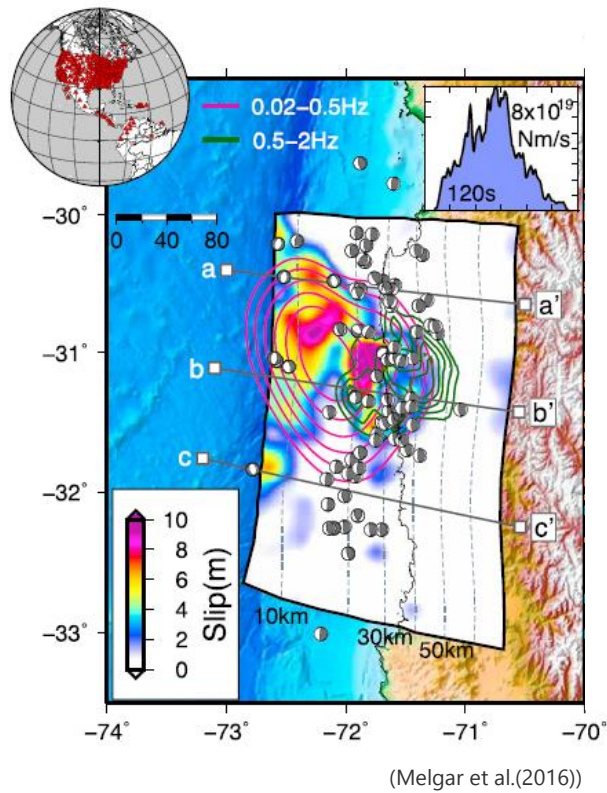 0.02–0.5Hz
0.5–2Hz
8x10¹⁹
Nm/s
120s
−30˚
0 40 80
a
a'
−31˚
b
b'
c
−32˚
c'
10
8
6
4
2
0
Slip(m)
10km
30km
50km
−33˚
−74˚ −73˚ −72˚ −71˚ −70˚
(Melgar et al.(2016))